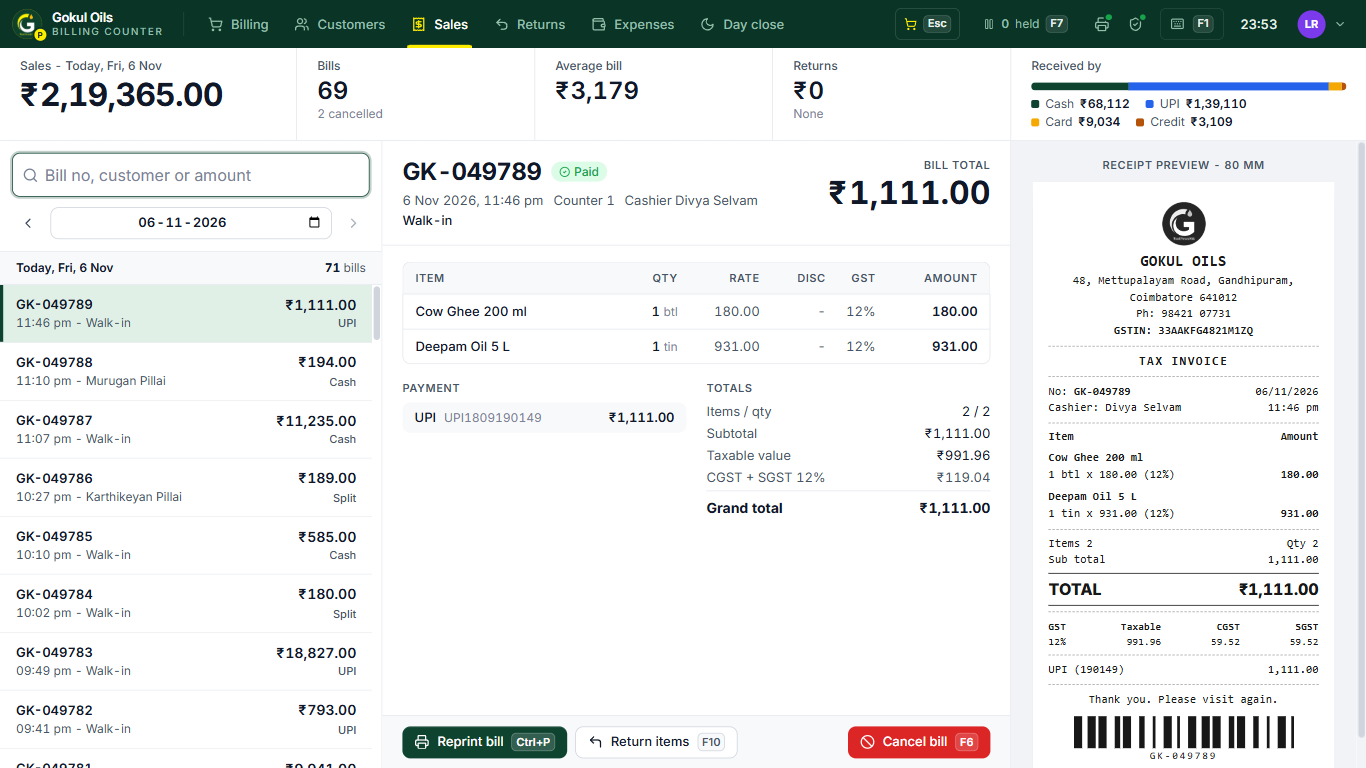 Gokul Oils
BILLING COUNTER
P
Billing
Customers
Sales
Returns
Expenses
Day close
Esc
0 held F7
F1
23:53
LR
Sales - Today, Fri, 6 Nov
₹2,19,365.00
Bills
69
2 cancelled
Average bill
₹3,179
Returns
₹0
None
Received by
Cash ₹68,112 UPI ₹1,39,110
Card ₹9,034 Credit ₹3,109
Bill no, customer or amount
06-11-2026
Today, Fri, 6 Nov 71 bills
GK-049789 ₹1,111.00
11:46 pm - Walk-in UPI
GK-049788 ₹194.00
11:10 pm - Murugan Pillai Cash
GK-049787 ₹11,235.00
11:07 pm - Walk-in Cash
GK-049786 ₹189.00
10:27 pm - Karthikeyan Pillai Split
GK-049785 ₹585.00
10:10 pm - Walk-in Cash
GK-049784 ₹180.00
10:02 pm - Walk-in Split
GK-049783 ₹18,827.00
09:49 pm - Walk-in UPI
GK-049782 ₹793.00
09:41 pm - Walk-in UPI
GK-049789 Paid
6 Nov 2026, 11:46 pm Counter 1 Cashier Divya Selvam
Walk-in
BILL TOTAL
₹1,111.00
ITEM QTY RATE DISC GST AMOUNT
Cow Ghee 200 ml 1 btl 180.00 - 12% 180.00
Deepam Oil 5 L 1 tin 931.00 - 12% 931.00
PAYMENT
UPI UPI1809190149 ₹1,111.00
TOTALS
Items / qty 2 / 2
Subtotal ₹1,111.00
Taxable value ₹991.96
CGST + SGST 12% ₹119.04
Grand total ₹1,111.00
Reprint bill Ctrl+P
Return items F10
Cancel bill F6
RECEIPT PREVIEW - 80 MM
GOKUL OILS
48, Mettupalayam Road, Gandhipuram,
Coimbatore 641012
Ph: 98421 07731
GSTIN: 33AAKFG4821M1ZQ
TAX INVOICE
No: GK-049789 06/11/2026
Cashier: Divya Selvam 11:46 pm
Item Amount
Cow Ghee 200 ml
1 btl x 180.00 (12%) 180.00
Deepam Oil 5 L
1 tin x 931.00 (12%) 931.00
Items 2 Qty 2
Sub total 1,111.00
TOTAL ₹1,111.00
GST Taxable CGST SGST
12% 991.96 59.52 59.52
UPI (190149) 1,111.00
Thank you. Please visit again.
GK-049789